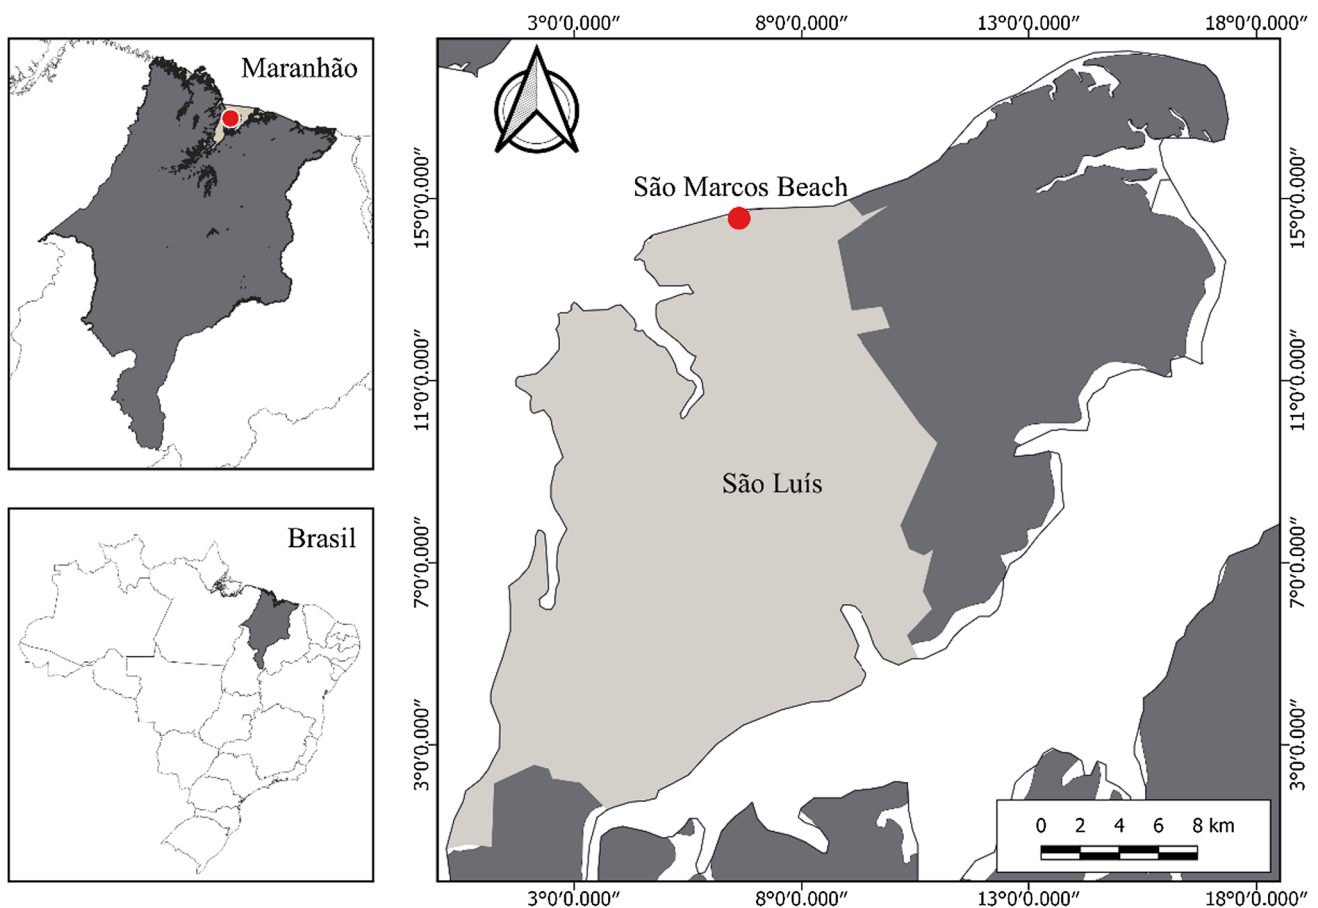 3°0′0.000″ 8°0′0.000″ 13°0′0.000″ 18°0′0.000″
Maranhão
São Marcos Beach
15°0′0.000″ 15°0′0.000″
11°0′0.000″ 11°0′0.000″
São Luís
Brasil
7°0′0.000″ 7°0′0.000″
3°0′0.000″ 3°0′0.000″
0 2 4 6 8 km
3°0′0.000″ 8°0′0.000″ 13°0′0.000″ 18°0′0.000″